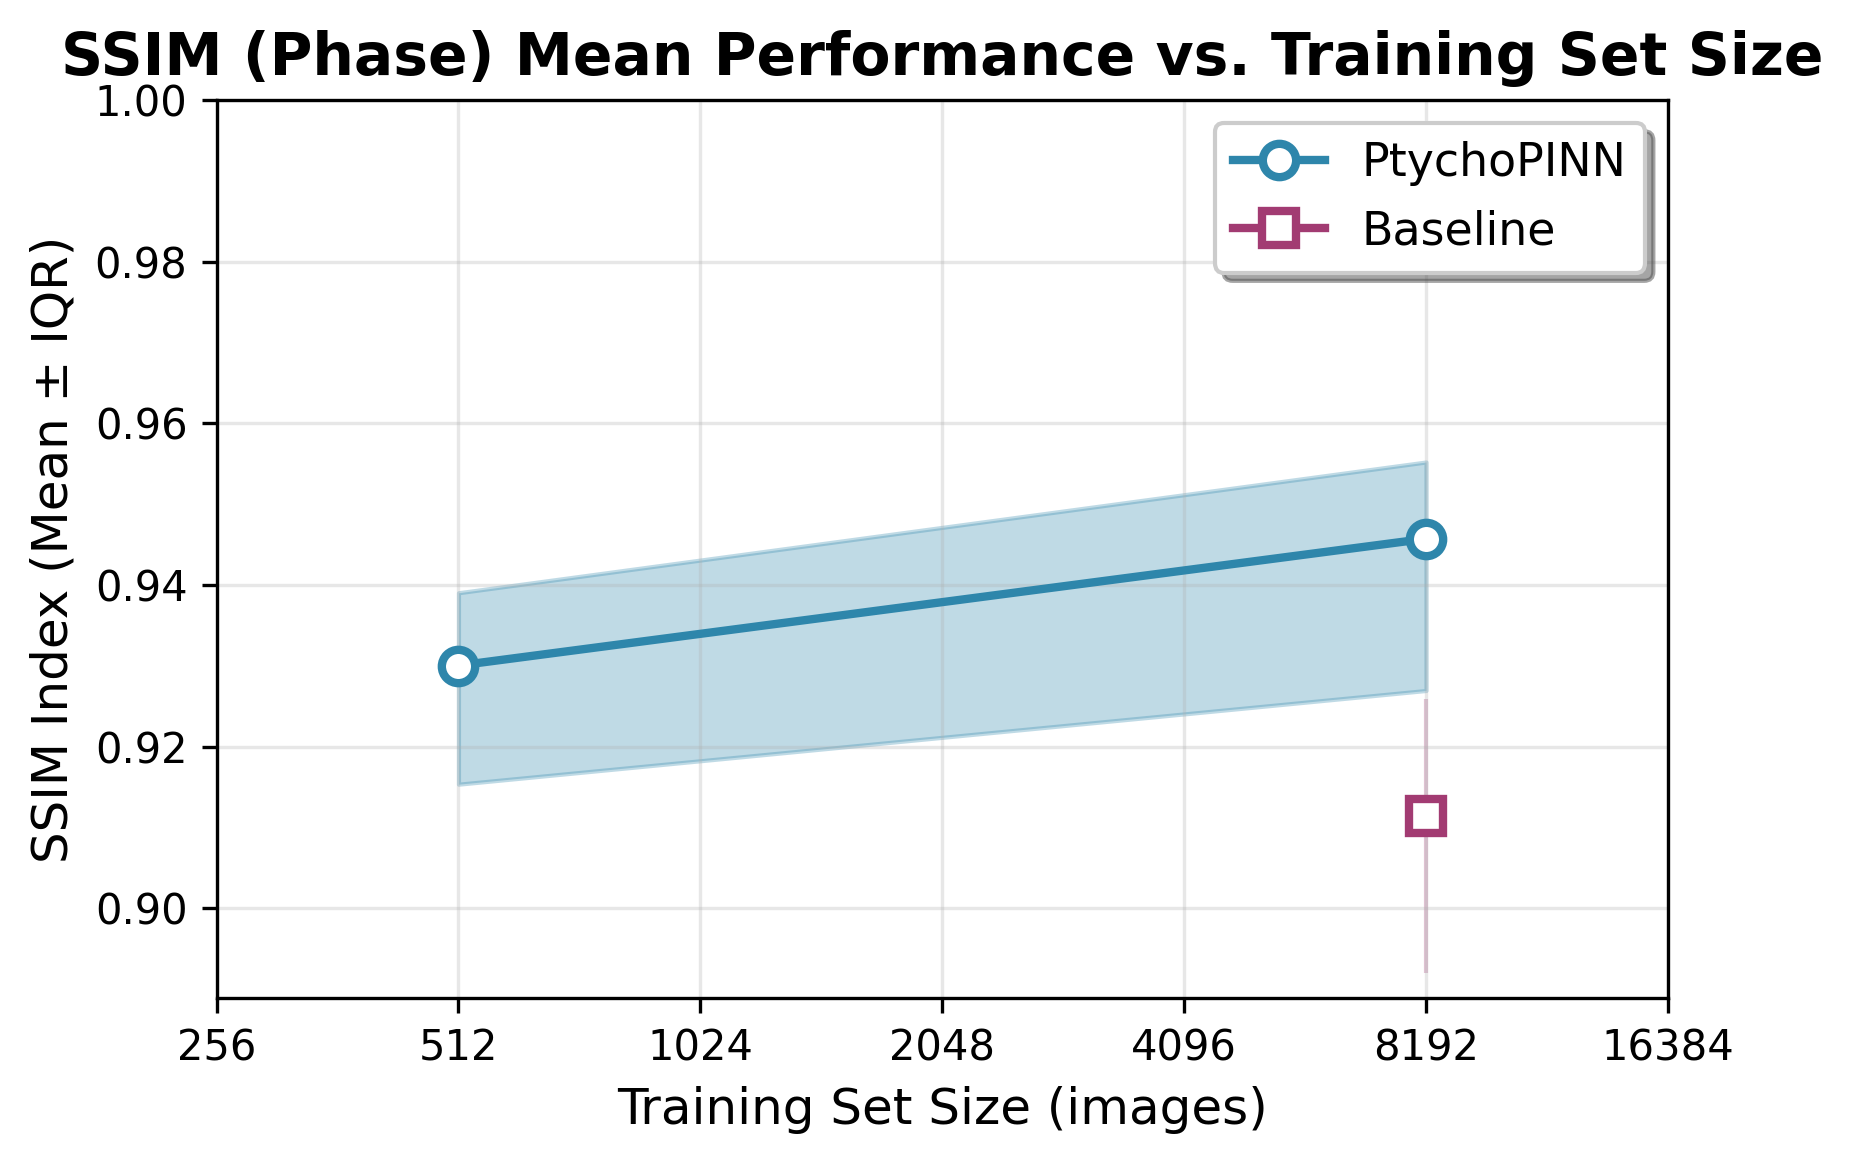 SSIM (Phase) Mean Performance vs. Training Set Size
SSIM Index (Mean ± IQR)
1.00
0.98
0.96
0.94
0.92
0.90
PtychoPINN
Baseline
256 512 1024 2048 4096 8192 16384
Training Set Size (images)